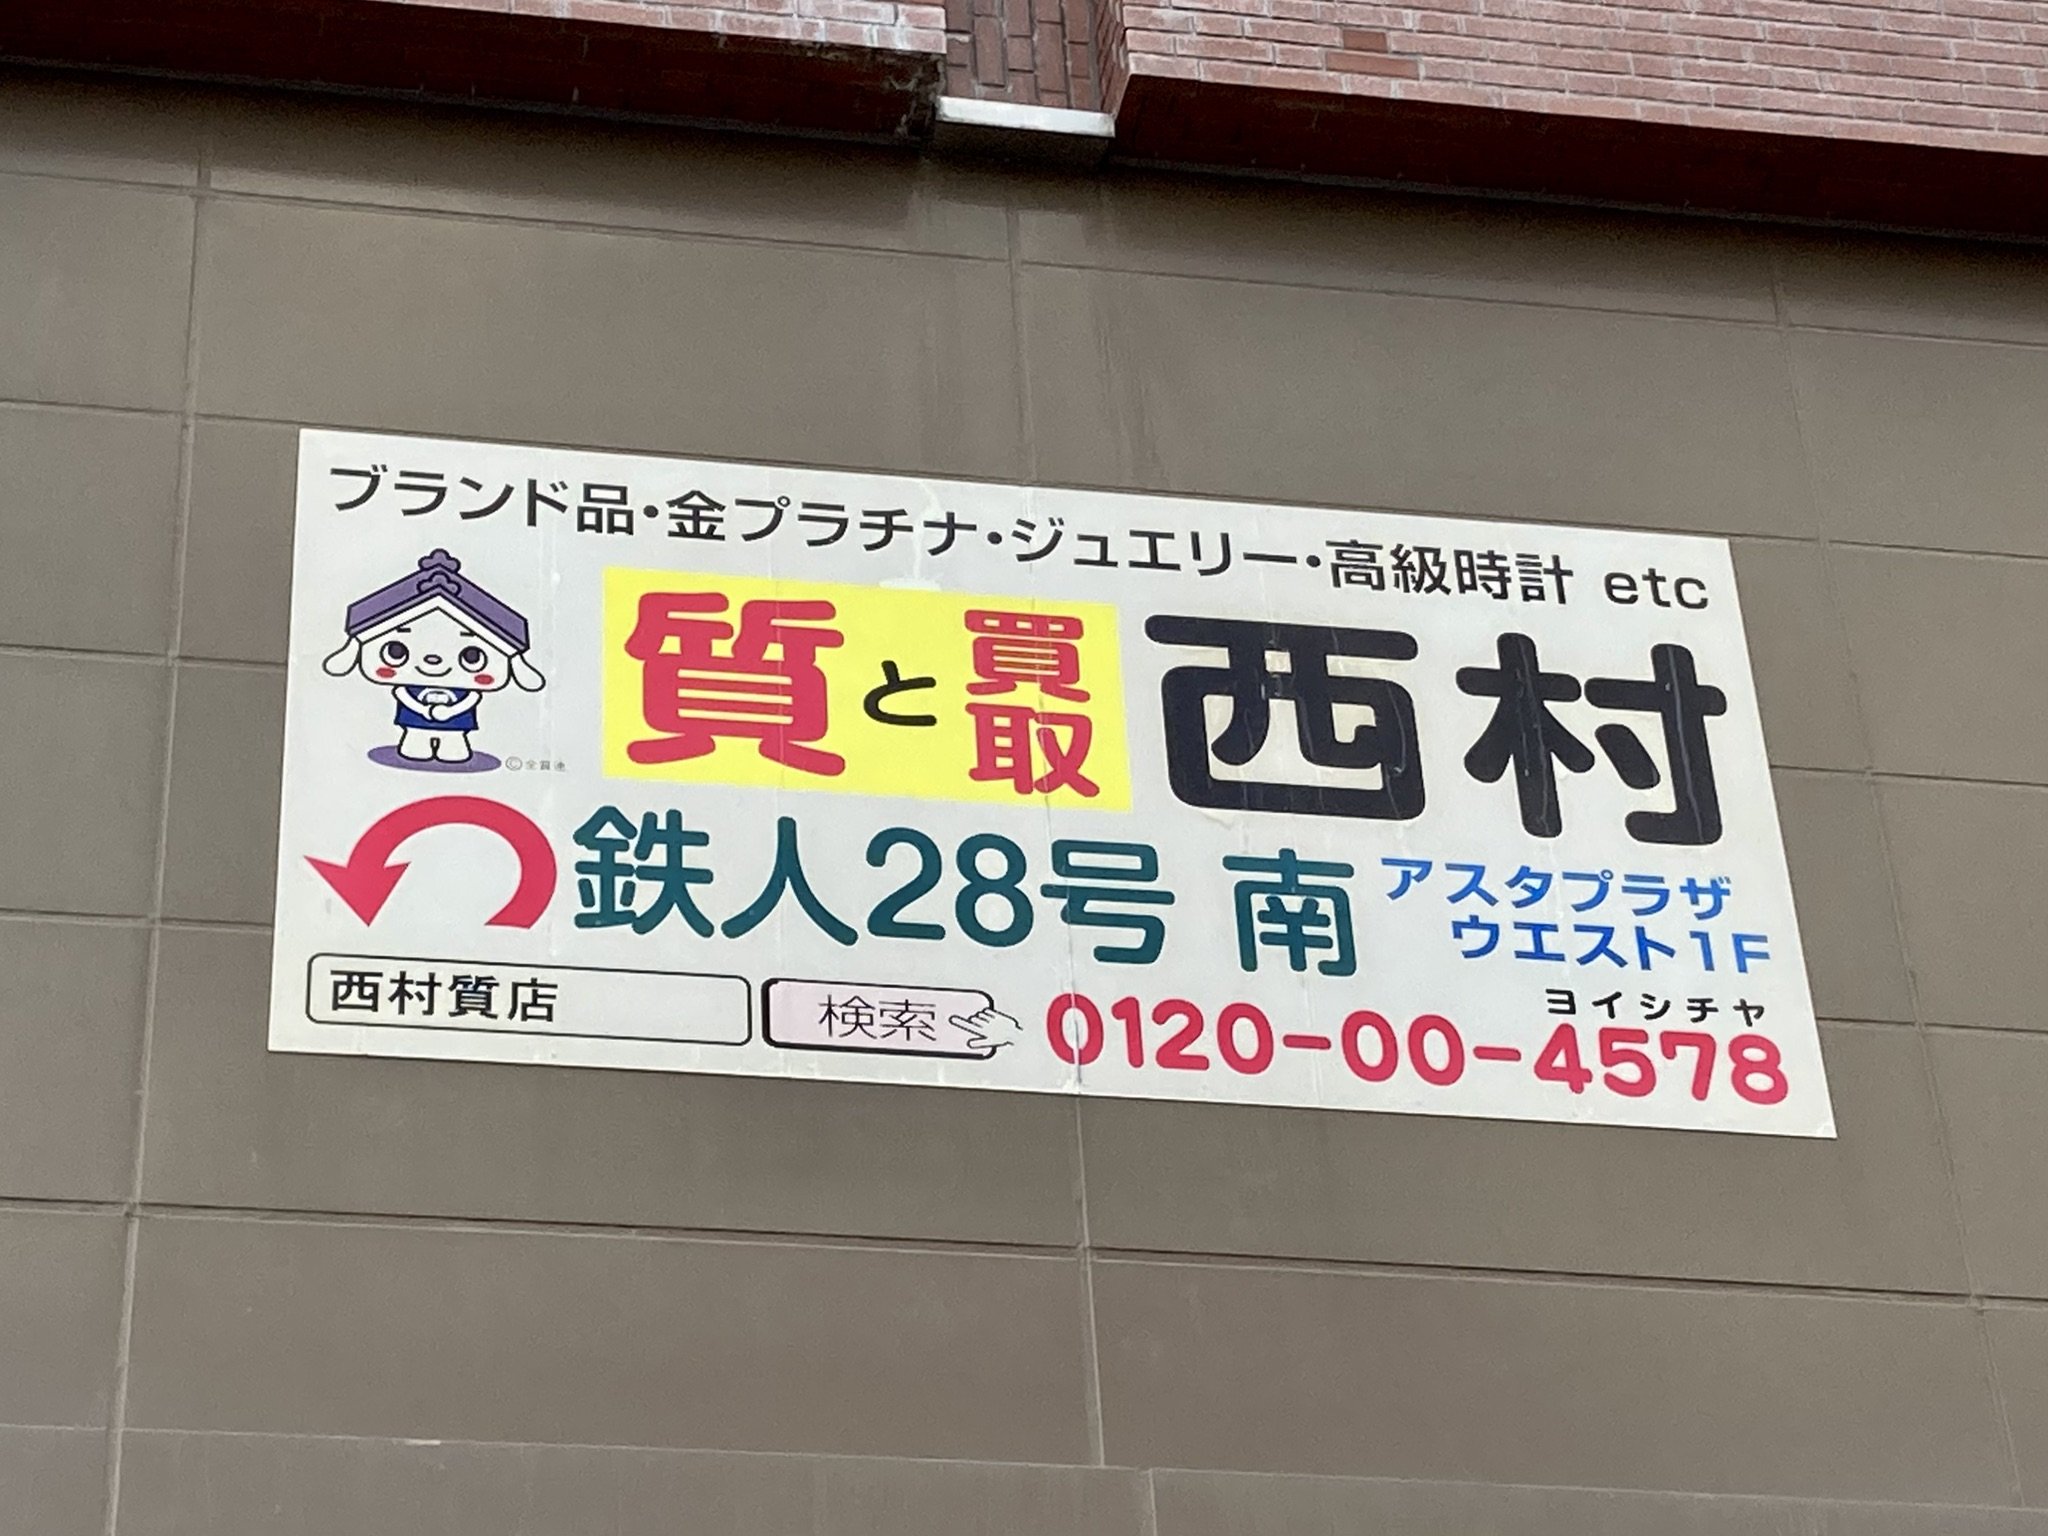 ブランド品・金プラチナ・ジュエリー・高級時計 etc
質と買取 西村
©全質連
鉄人28号 南
アスタプラザ
ウエスト1F
西村質店 検索
ヨイシチヤ
0120-00-4578